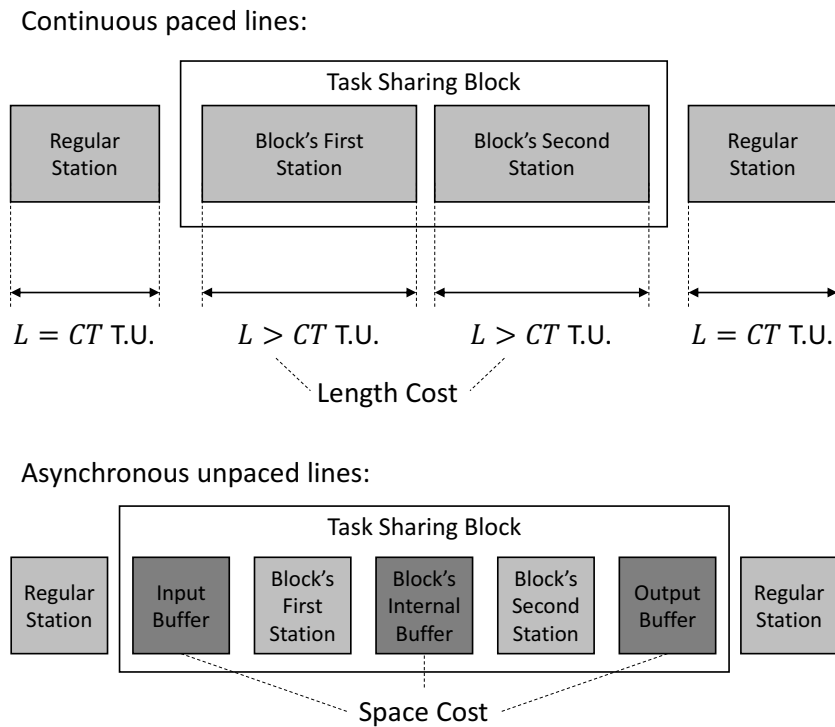 Continuous paced lines:
Task Sharing Block
Regular
Station
Block's First
Station
Block's Second
Station
Regular
Station
L = CT T.U.
L > CT T.U.
L > CT T.U.
L = CT T.U.
Length Cost
Asynchronous unpaced lines:
Task Sharing Block
Regular
Station
Input
Buffer
Block's
First
Station
Block's
Internal
Buffer
Block's
Second
Station
Output
Buffer
Regular
Station
Space Cost